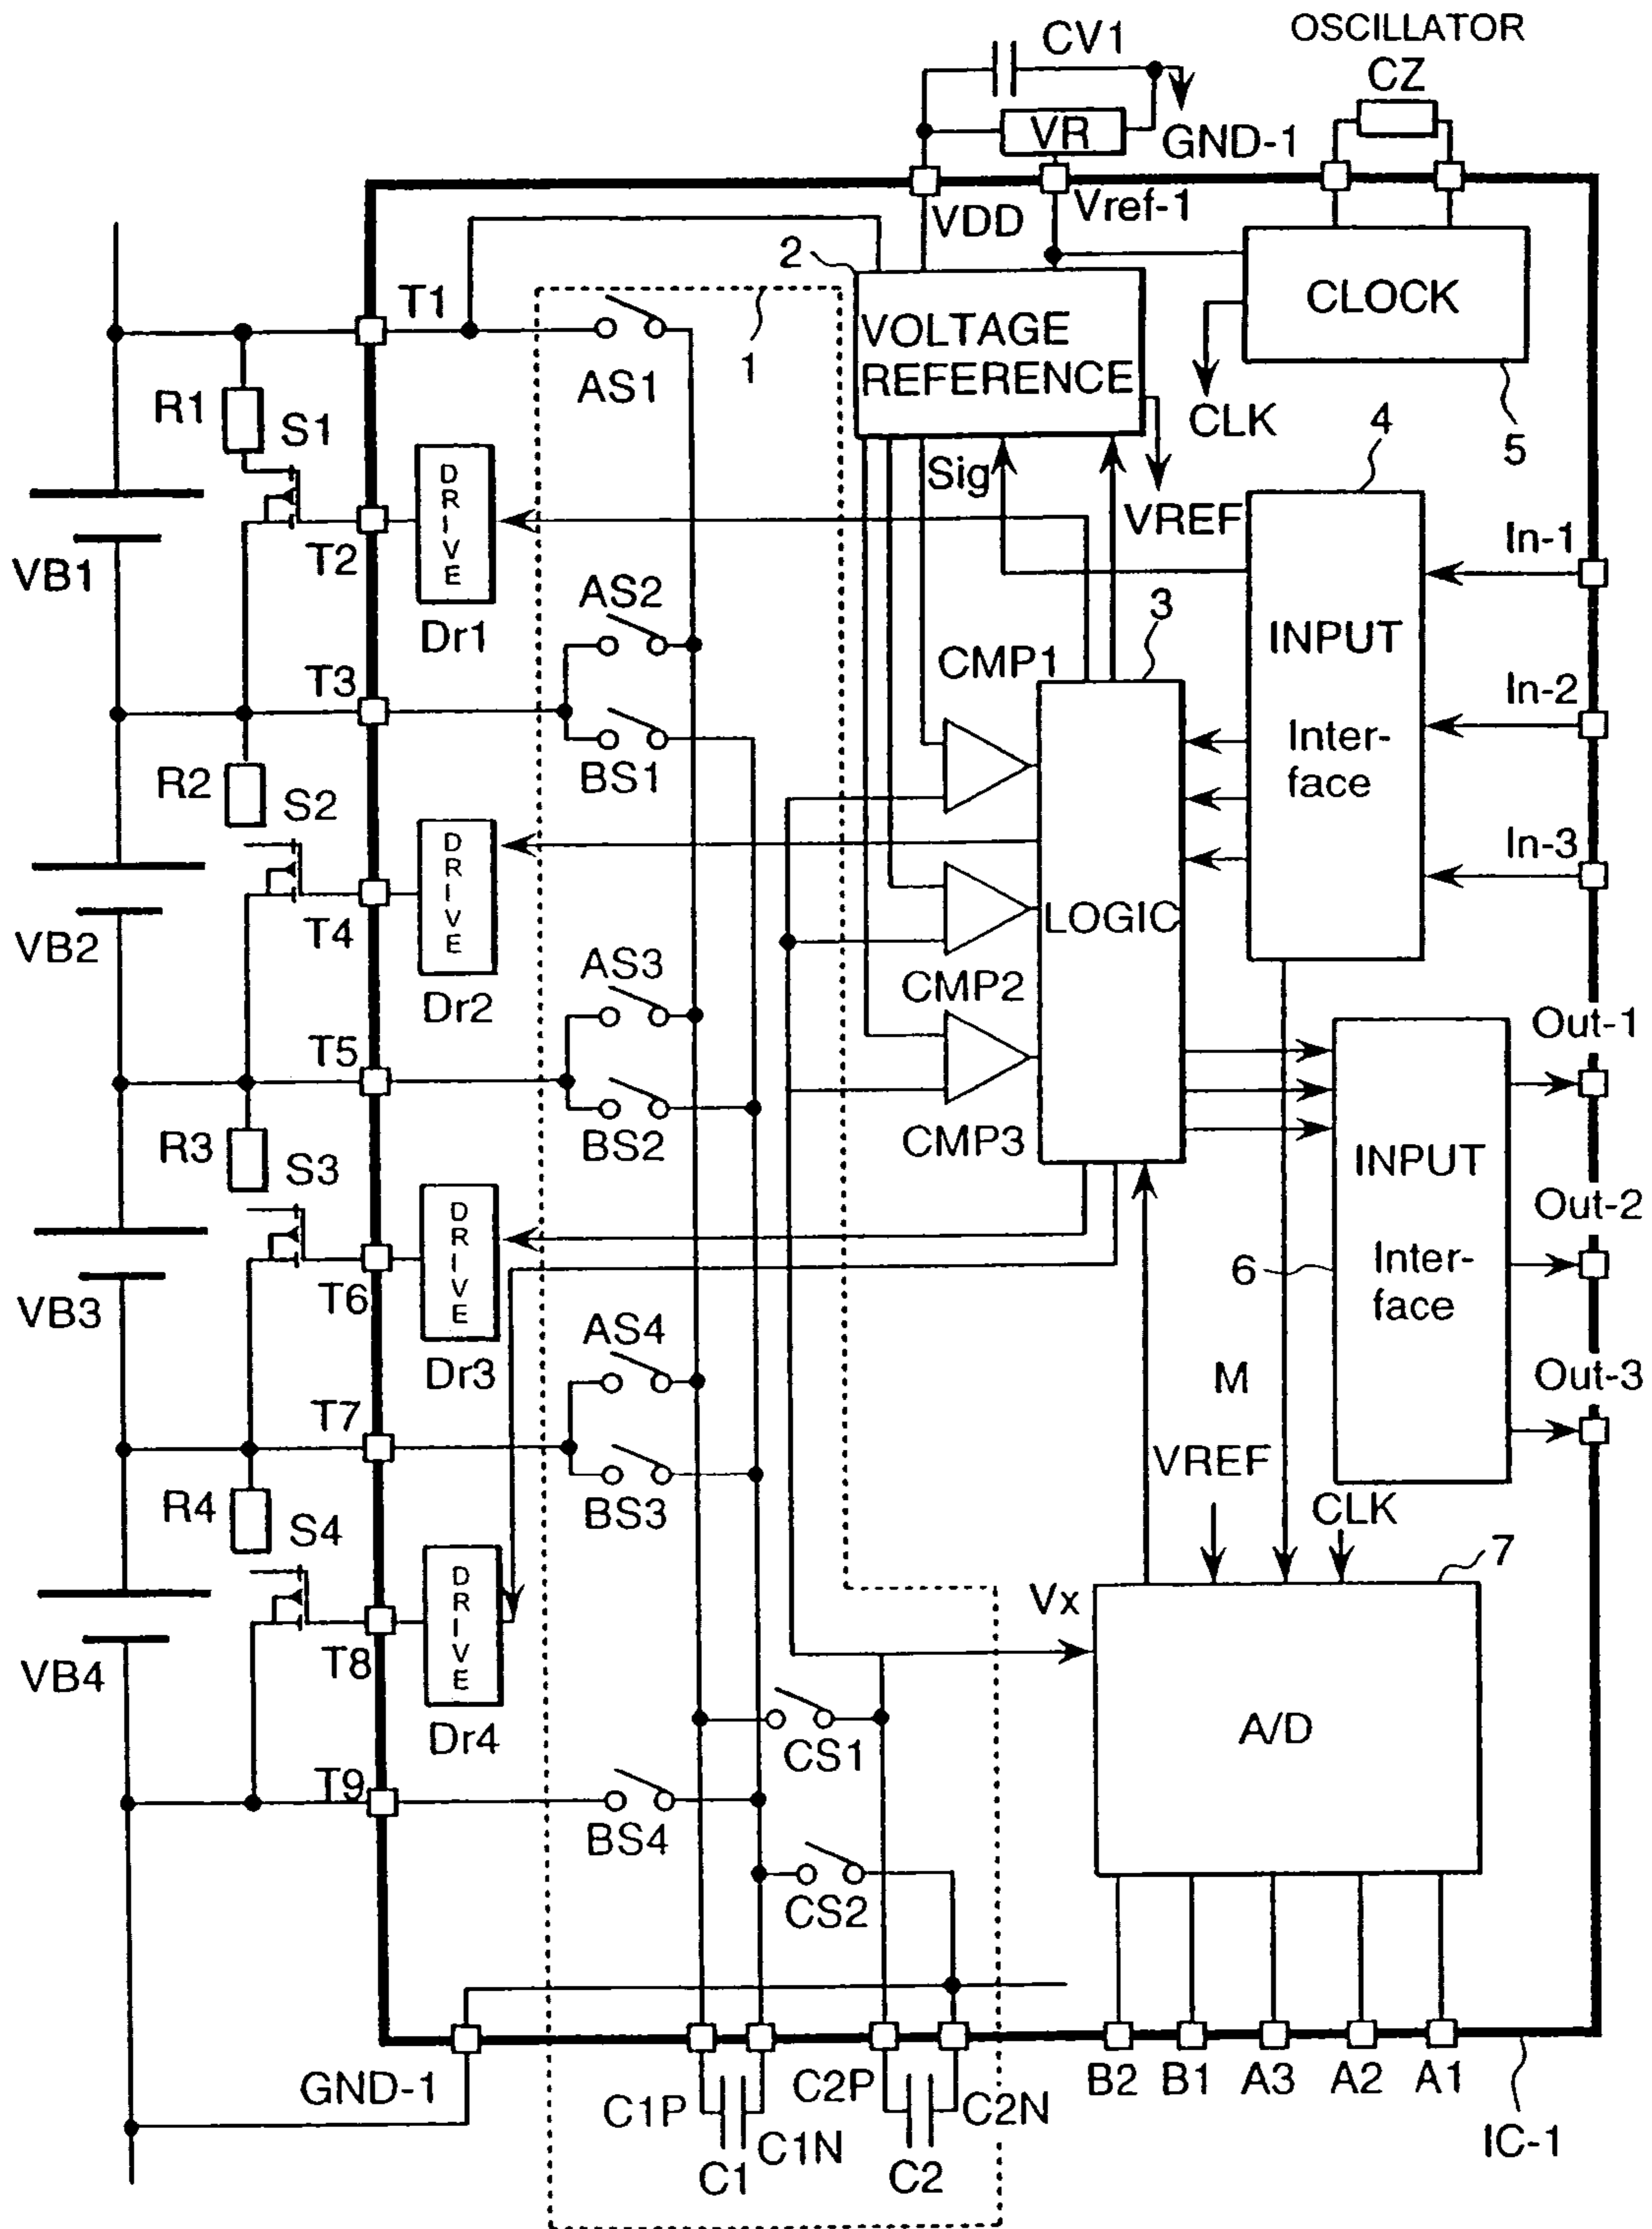 OSCILLATOR
CV1
CZ
VR
GND-1
VDD
Vref-1
2
1
T1
VOLTAGE
REFERENCE
CLOCK
AS1
R1
S1
CLK
4
5
DRIVE
Sig
VREF
In-1
T2
VB1
AS2
3
Dr1
INPUT
CMP1
T3
In-2
Inter-
face
R2
S2
BS1
In-3
DRIVE
T4
LOGIC
VB2
AS3
CMP2
Dr2
Out-1
T5
R3
S3
BS2
CMP3
INPUT
Out-2
DRIVE
6
Inter-
face
T6
VB3
AS4
Dr3
M
Out-3
T7
VREF
R4
S4
BS3
CLK
7
DRIVE
Vx
T8
VB4
A/D
Dr4
CS1
T9
BS4
CS2
GND-1
C1P
C1N
C2P
C2N
B2
B1
A3
A2
A1
C1
C2
IC-1